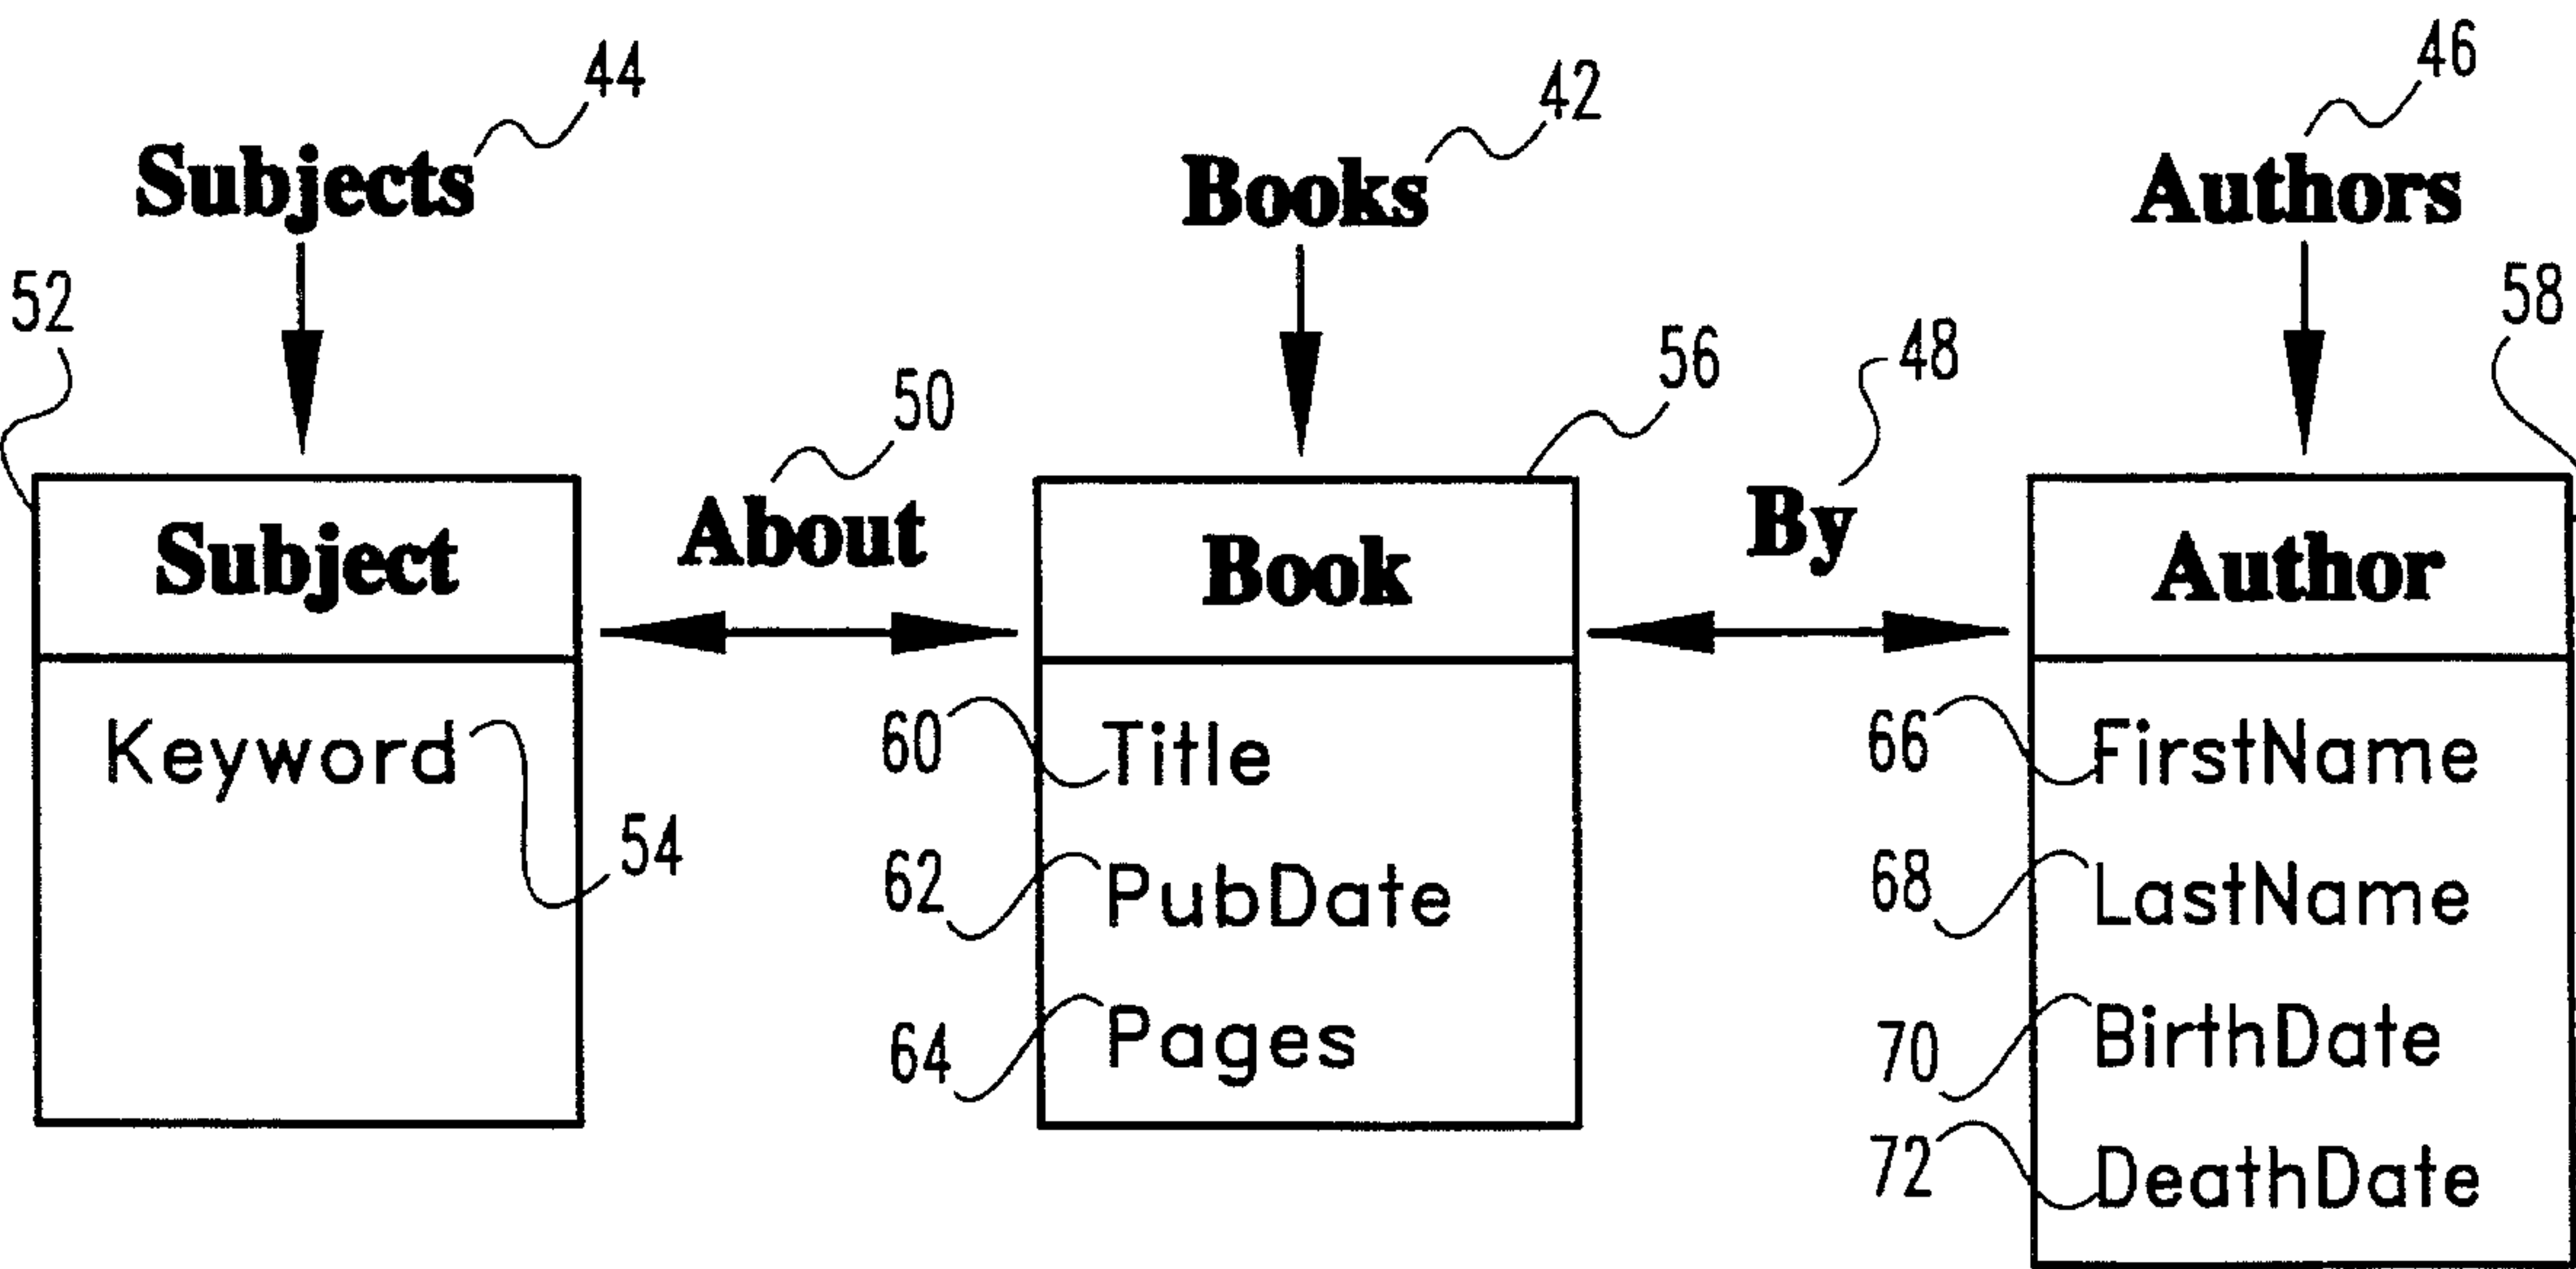 44
42
46
Subjects
Books
Authors
52
58
50
56
48
Subject
About
Book
By
Author
Keyword
54
60
Title
62
PubDate
64
Pages
66
FirstName
68
LastName
70
BirthDate
72
DeathDate